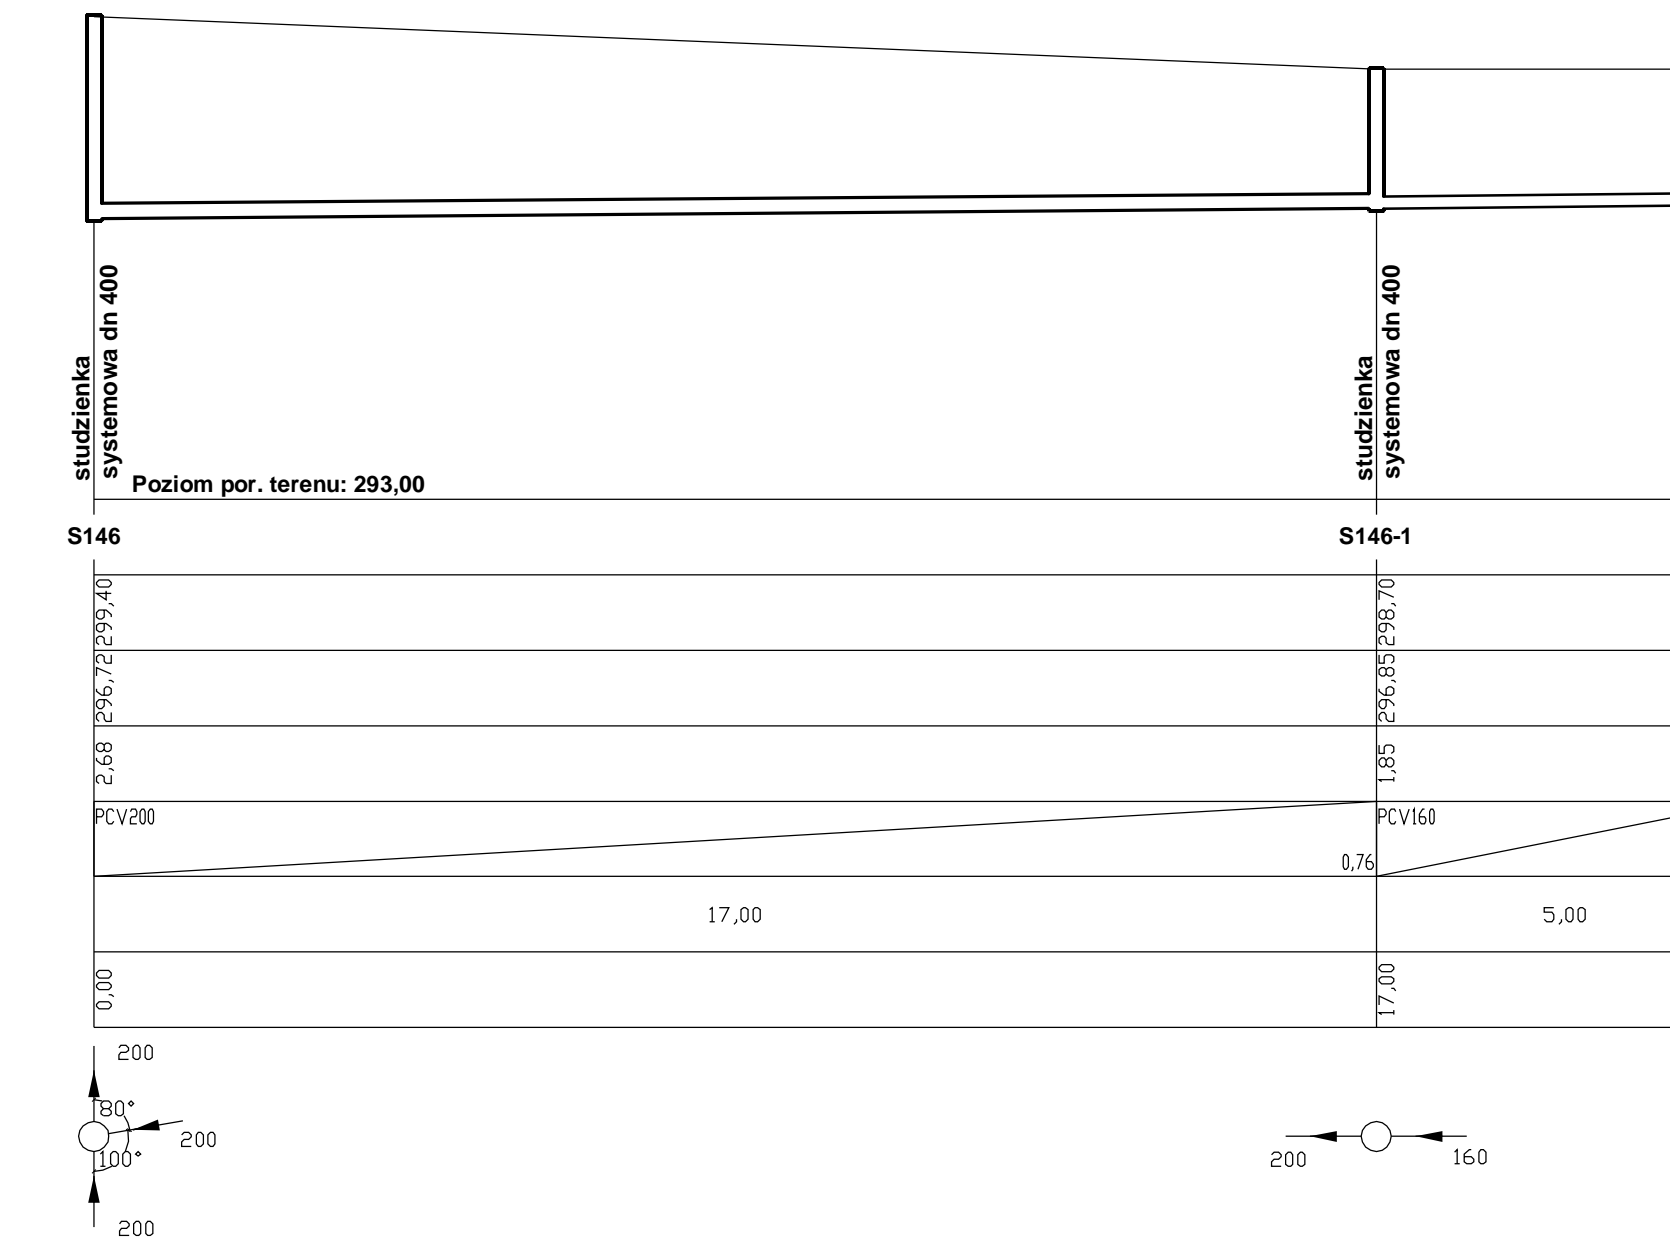 studzienka
systemowa dn 400
studzienka
systemowa dn 400
Poziom por. terenu: 293,00
S146
S146-1
299,40
298,70
296,72
296,85
2,68
1,85
PCV200
PCV160
0,76
17,00
5,00
0,00
17,00
200
80°
200
100°
200
200
160